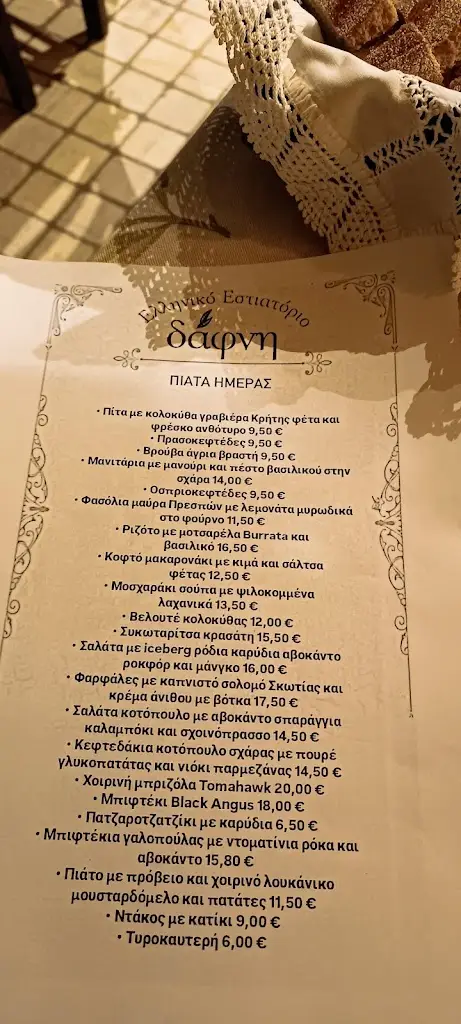 Ελληνικό Εστιατόριο
δάφνη
ΠΙΑΤΑ ΗΜΕΡΑΣ
• Πίτα με κολοκύθα γραβιέρα Κρήτης φέτα και
φρέσκο ανθότυρο 9,50 €
• Πρασοκεφτέδες 9,50 €
• Βρούβα άγρια βραστή 9,50 €
• Μανιτάρια με μανούρι και πέστο βασιλικού στην
σχάρα 14,00 €
• Οσπριοκεφτέδες 9,50 €
• Φασόλια μαύρα Πρεσπών με λεμονάτα μυρωδικά
στο φούρνο 11,50 €
• Ριζότο με μοτσαρέλα Burrata και
βασιλικό 16,50 €
• Κοφτό μακαρονάκι με κιμά και σάλτσα
φέτας 12,50 €
• Μοσχαράκι σούπα με ψιλοκομμένα
λαχανικά 13,50 €
• Βελουτέ κολοκύθας 12,00 €
• Συκωταρίτσα κρασάτη 15,50 €
• Σαλάτα με iceberg ρόδια καρύδια αβοκάντο
ροκφόρ και μάνγκο 16,00 €
• Φαρφάλες με καπνιστό σολομό Σκωτίας και
κρέμα άνιθου με βότκα 17,50 €
• Σαλάτα κοτόπουλο με αβοκάντο σπαράγγια
καλαμπόκι και σχοινόπρασσο 14,50 €
• Κεφτεδάκια κοτόπουλο σχάρας με πουρέ
γλυκοπατάτας και νιόκι παρμεζάνας 14,50 €
• Χοιρινή μπριζόλα Tomahawk 20,00 €
• Μπιφτέκι Black Angus 18,00 €
• Πατζαροτζατζίκι με καρύδια 6,50 €
• Μπιφτέκια γαλοπούλας με ντοματίνια ρόκα και
αβοκάντο 15,80 €
• Πιάτο με πρόβειο και χοιρινό λουκάνικο
μουσταρδόμελο και πατάτες 11,50 €
• Ντάκος με κατίκι 9,00 €
• Τυροκαυτερή 6,00 €